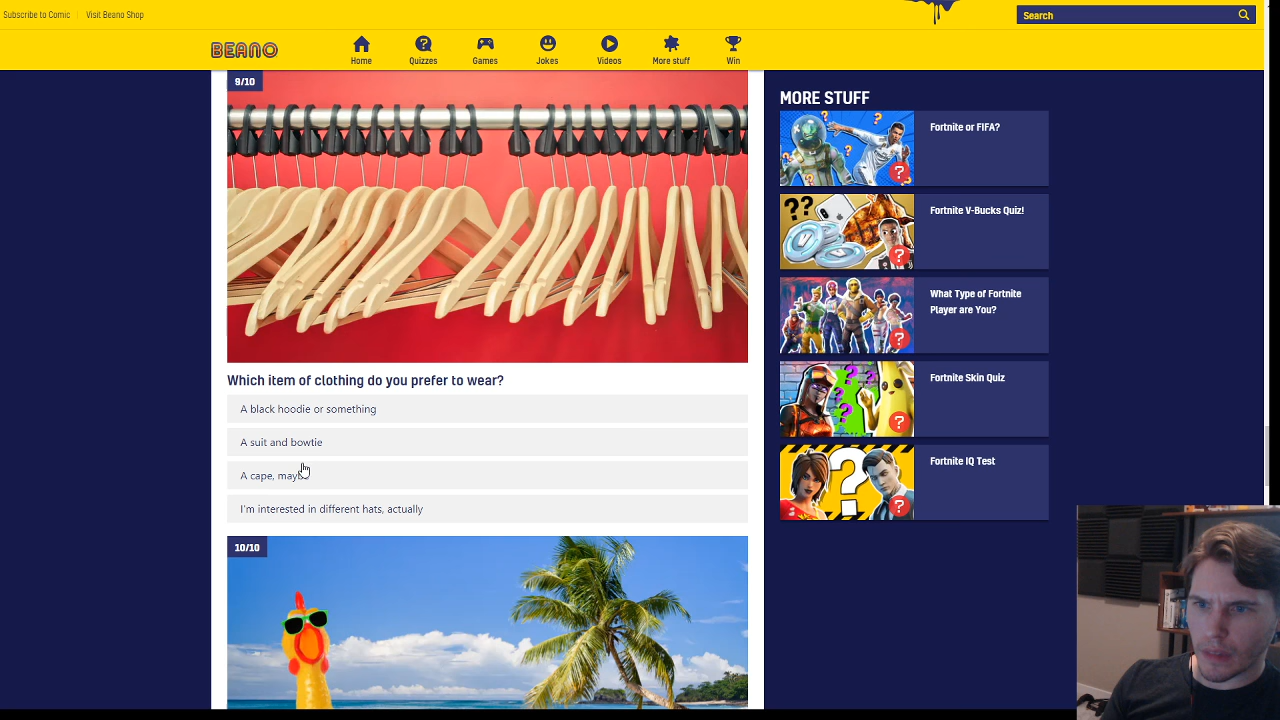 Subscribe to Comic
Visit Beano Shop
Search
BEANO
Home
Quizzes
Games
Jokes
Videos
More stuff
Win
9/10
Which item of clothing do you prefer to wear?
A black hoodie or something
A suit and bowtie
A cape,
I'm interested in different hats, actually
10/10
MORE STUFF
Fortnite or FIFA?
Fortnite V-Bucks Quiz!
What Type of Fortnite
Player are You?
Fortnite Skin Quiz
Fortnite IQ Test